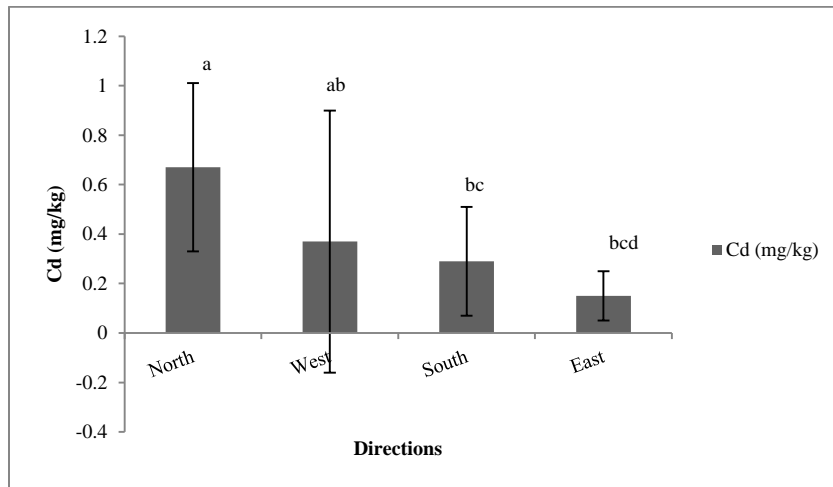 1.2
1
0.8
0.6
0.4
0.2
0
-0.2
-0.4
Cd (mg/kg)
a
ab
bc
bcd
North
West
South
East
Directions
Cd (mg/kg)